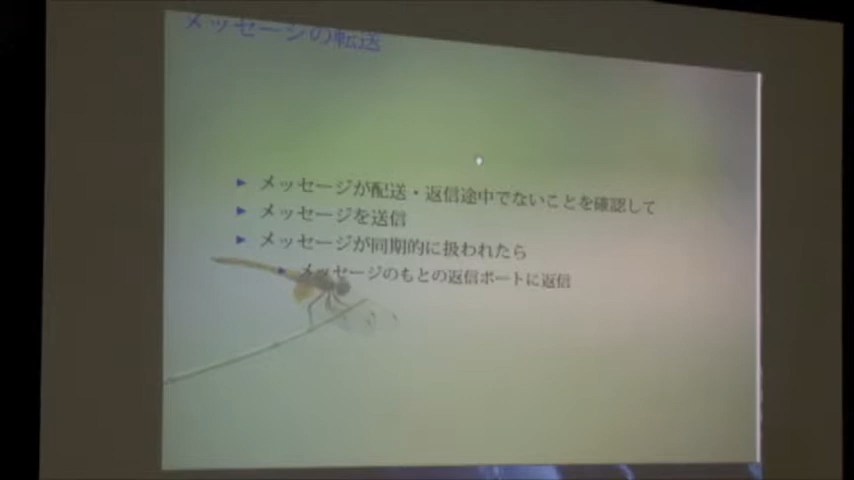 メッセージの転送
メッセージが配送・返信途中でないことを確認して
メッセージを送信
メッセージが同期的に扱われたら
メッセージのもとの返信ポートに返信